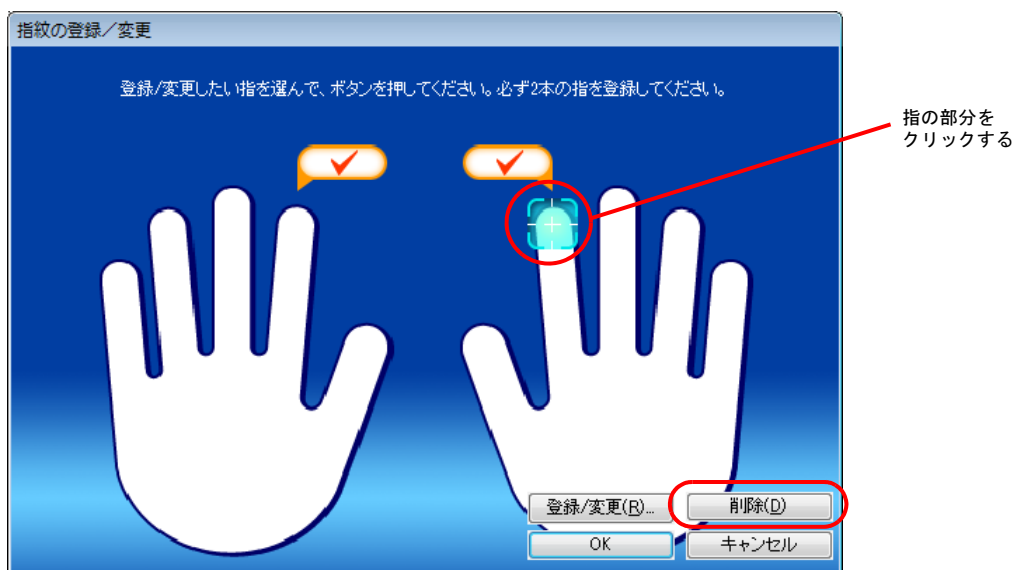 指紋の登録／変更
登録/変更したい指を選んで、ボタンを押してください。必ず2本の指を登録してください。
指の部分を
クリックする
登録/変更(R)...
削除(D)
OK
キャンセル